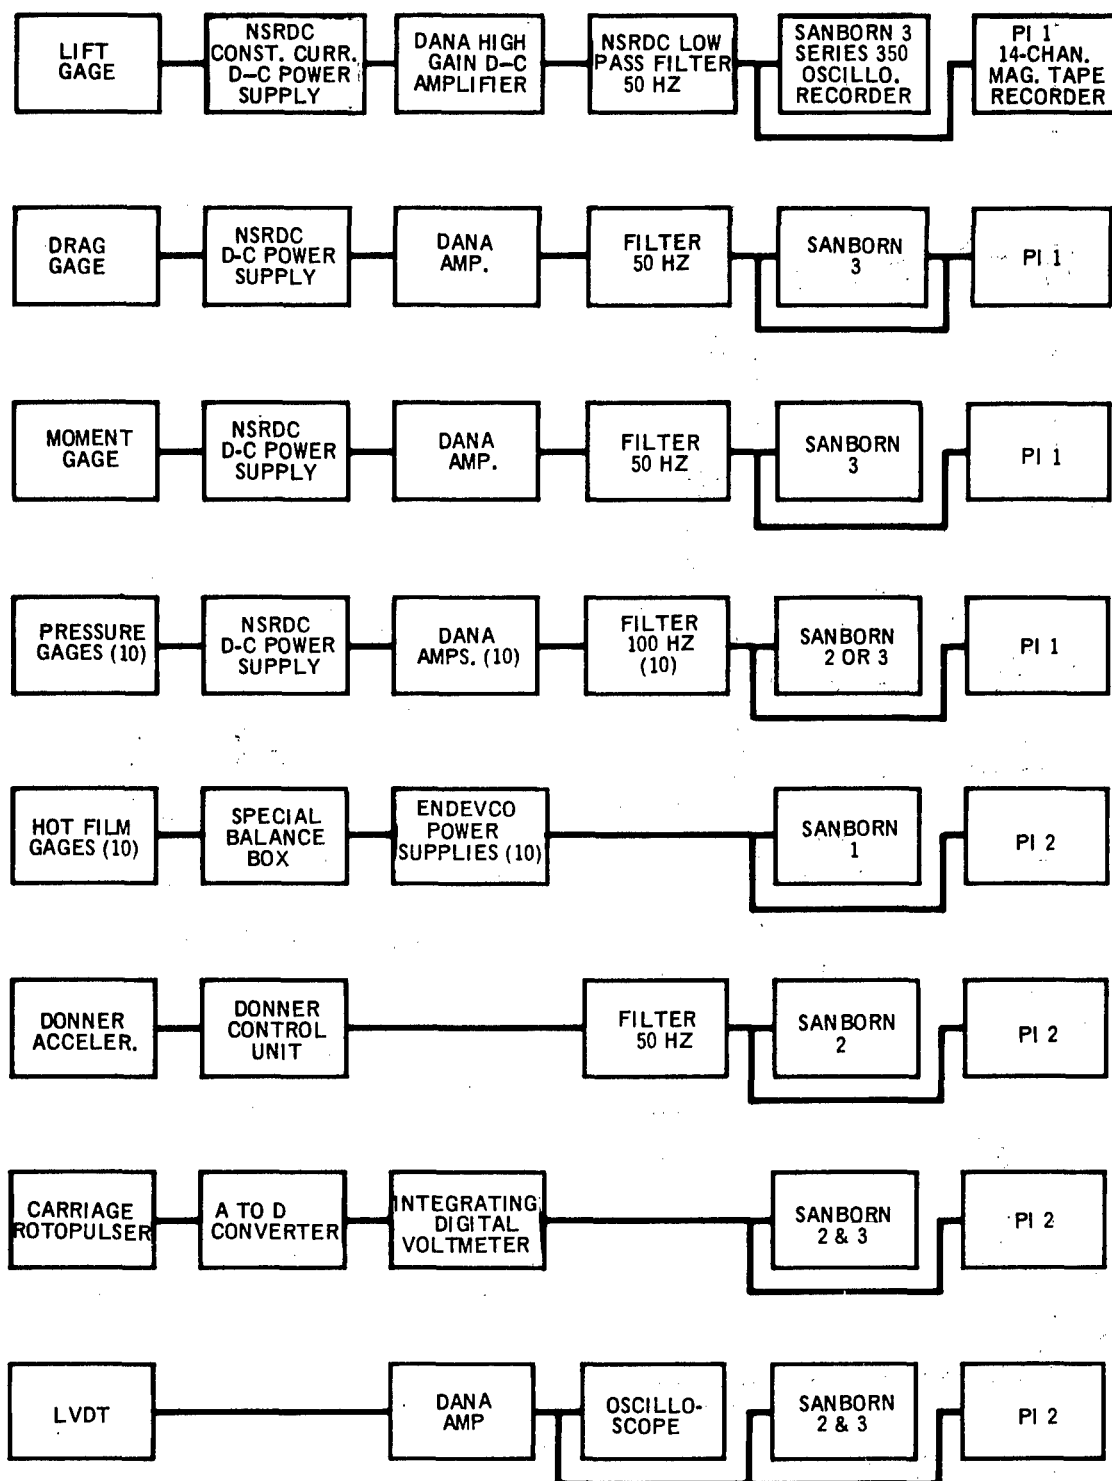 LIFT
GAGE
NSRDC
CONST. CURR.
D-C POWER
SUPPLY
DANA HIGH
GAIN D-C
AMPLIFIER
NSRDC LOW
PASS FILTER
50 HZ
SANBORN 3
SERIES 350
OSCILLO.
RECORDER
PI 1
14-CHAN.
MAG. TAPE
RECORDER
DRAG
GAGE
NSRDC
D-C POWER
SUPPLY
DANA
AMP.
FILTER
50 HZ
SANBORN
3
PI 1
MOMENT
GAGE
NSRDC
D-C POWER
SUPPLY
DANA
AMP.
FILTER
50 HZ
SANBORN
3
PI 1
PRESSURE
GAGES (10)
NSRDC
D-C POWER
SUPPLY
DANA
AMPS. (10)
FILTER
100 HZ
(10)
SANBORN
2 OR 3
PI 1
HOT FILM
GAGES (10)
SPECIAL
BALANCE
BOX
ENDEVCO
POWER
SUPPLIES (10)
SANBORN
1
PI 2
DONNER
ACCELER.
DONNER
CONTROL
UNIT
FILTER
50 HZ
SANBORN
2
PI 2
CARRIAGE
ROTOPULSER
A TO D
CONVERTER
INTEGRATING
DIGITAL
VOLTMETER
SANBORN
2 & 3
PI 2
LVDT
DANA
AMP
OSCILLO-
SCOPE
SANBORN
2 & 3
PI 2